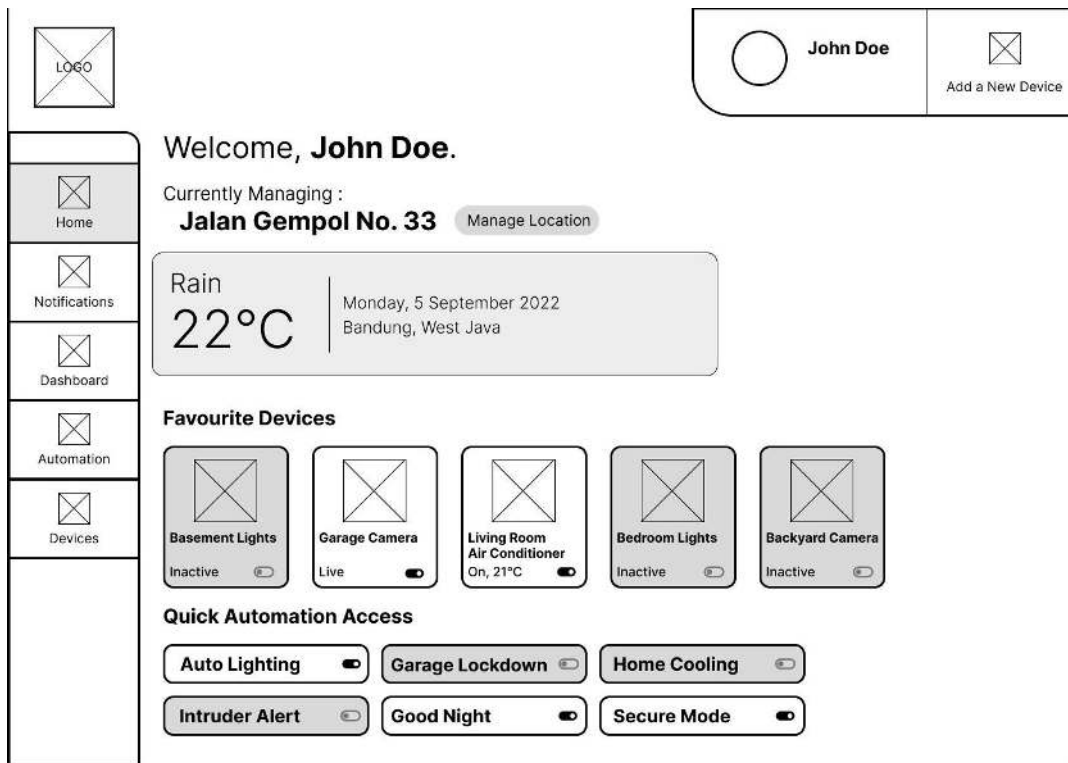 LOGO
John Doe
Add a New Device
Welcome, John Doe.
Currently Managing :
Jalan Gempol No. 33
Manage Location
Home
Notifications
Dashboard
Automation
Devices
Rain
22°C
Monday, 5 September 2022
Bandung, West Java
Favourite Devices
Basement Lights
Inactive
Garage Camera
Live
Living Room
Air Conditioner
On, 21°C
Bedroom Lights
Inactive
Backyard Camera
Inactive
Quick Automation Access
Auto Lighting
Garage Lockdown
Home Cooling
Intruder Alert
Good Night
Secure Mode